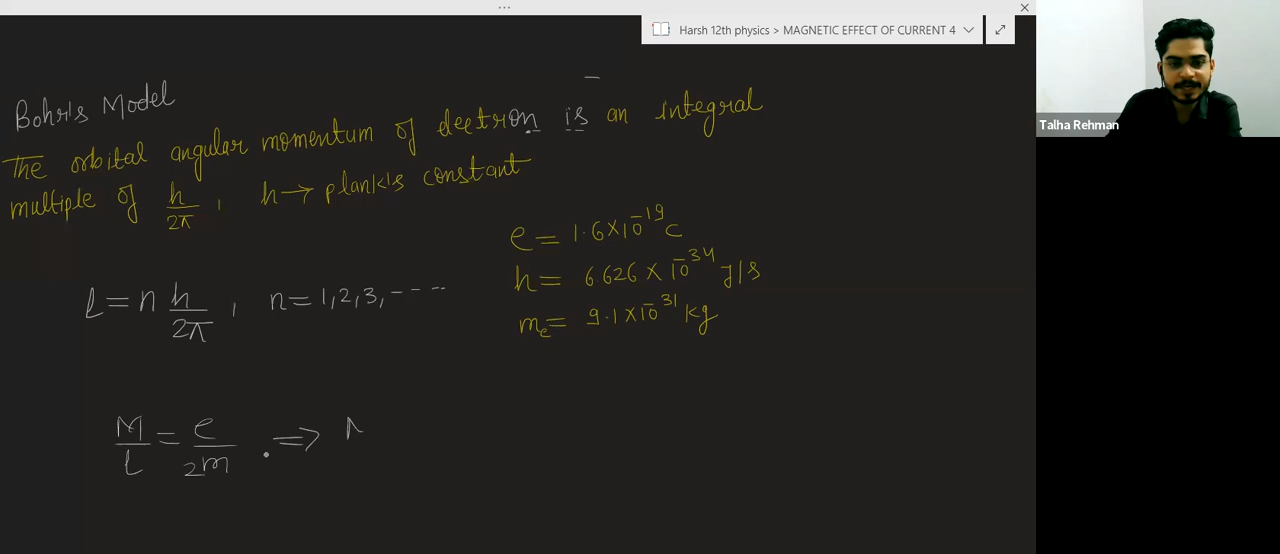 Harsh 12th physics > MAGNETIC EFFECT OF CURRENT 4
Talha Rehman
Bohr's Model
The orbital angular momentum of electron is an integral
multiple of h/2π, h→ plank's constant
e = 1.6×10⁻¹⁹ C
h = 6.626 × 10⁻³⁴ J/s
mₑ = 9.1×10⁻³¹ kg
L = n h/2π, n = 1,2,3,-----
M/L = e/2m . ⇒